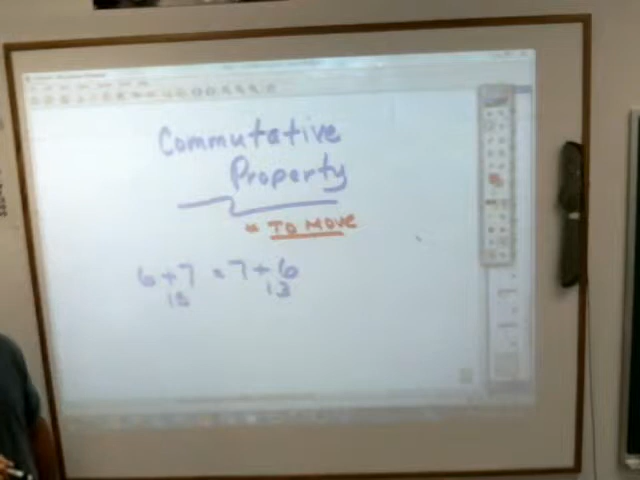 Commutative
Property
* TO MOVE
6 + 7 = 7 + 6
13 13